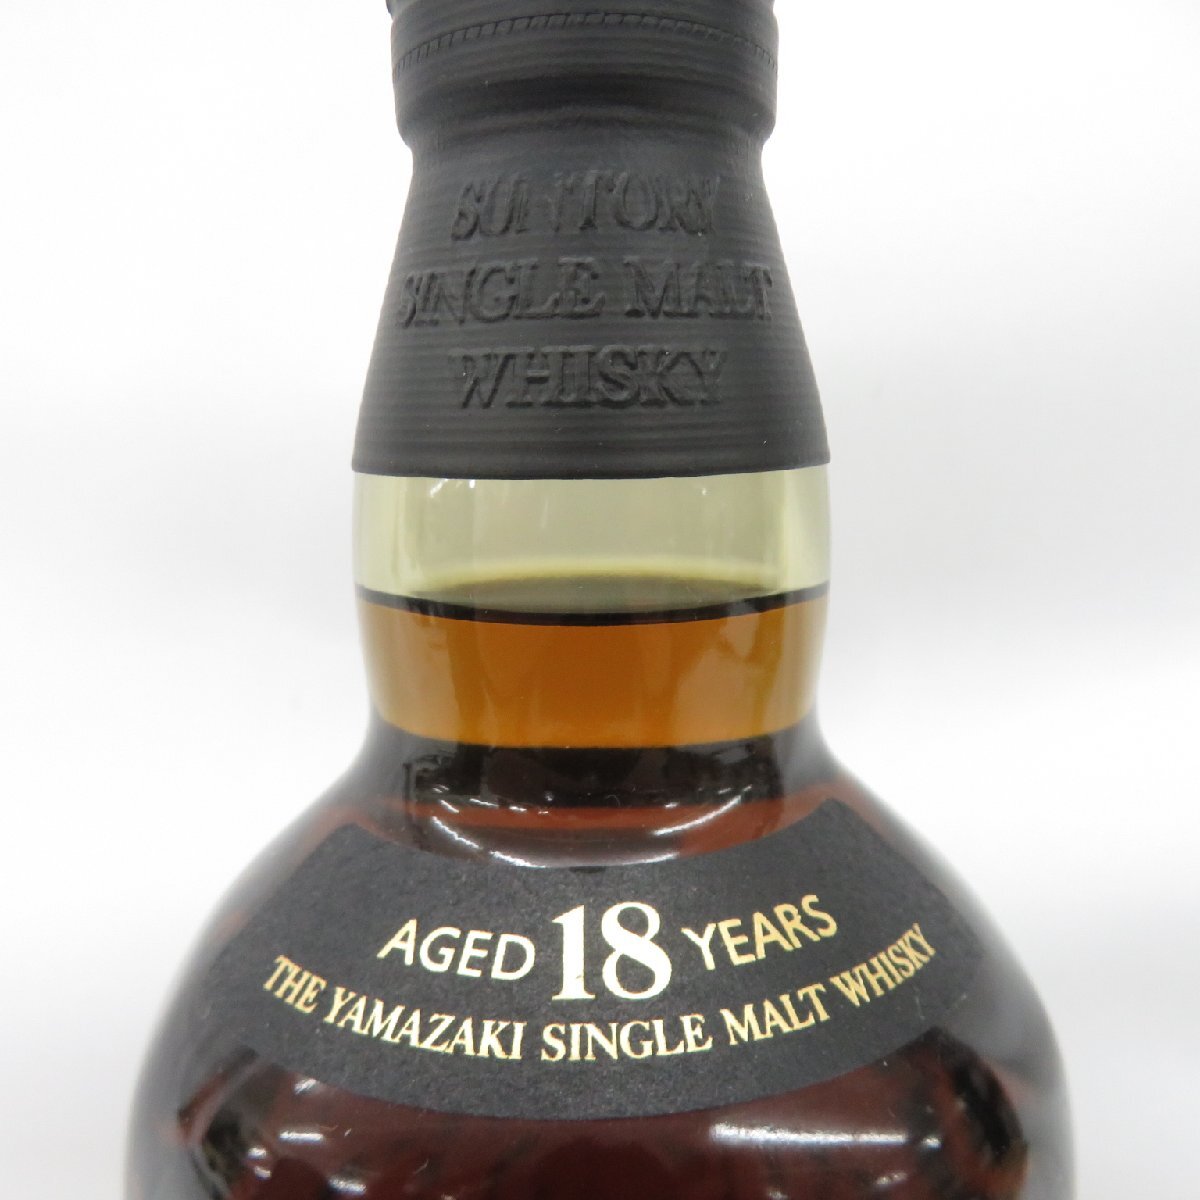 SUNTORY
SINGLE MALT
WHISKY
AGED 18 YEARS
THE YAMAZAKI SINGLE MALT WHISKY